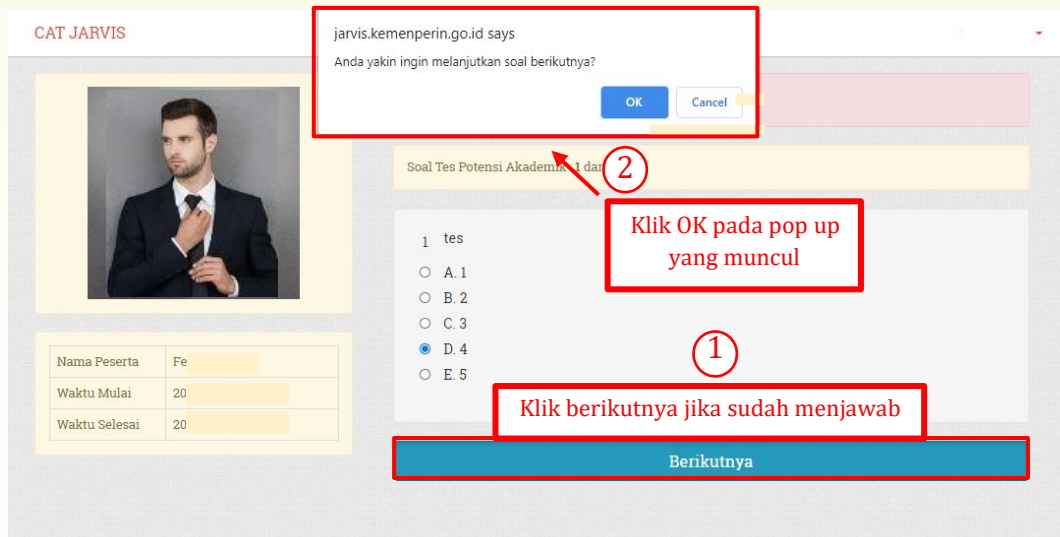 CAT JARVIS
jarvis.kemenperin.go.id says
Anda yakin ingin melanjutkan soal berikutnya?
OK Cancel
Soal Tes Potensi Akademik 1
2
Klik OK pada pop up
yang muncul
1 tes
A. 1
B. 2
C. 3
D. 4
E. 5
1
Klik berikutnya jika sudah menjawab
Berikutnya
Nama Peserta Fe
Waktu Mulai 20
Waktu Selesai 20